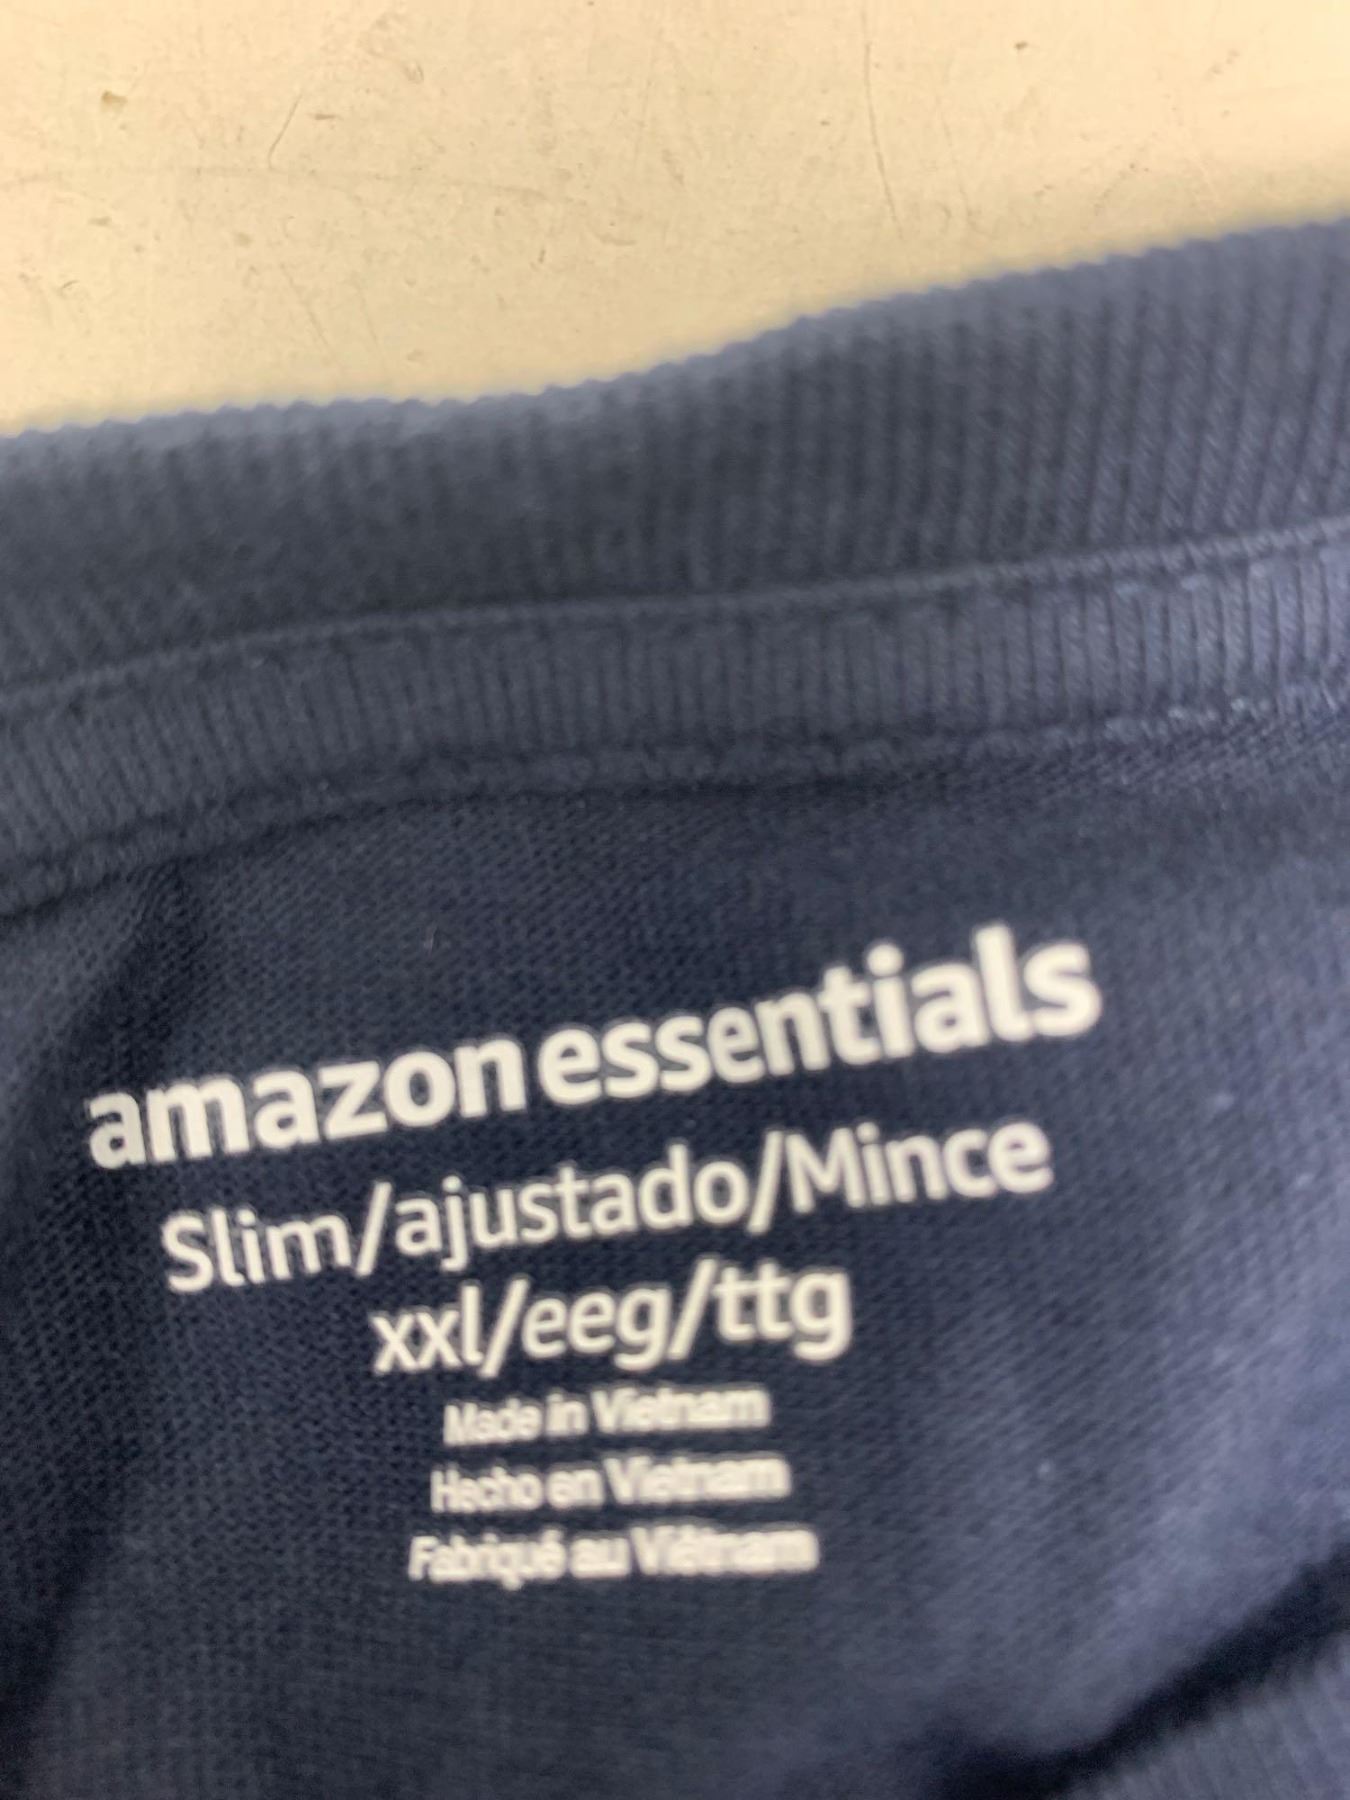 amazon essentials
Slim/ajustado/Mince
xxl/eeg/ttg
Made in Vietnam
Hecho en Vietnam
Fabriqué au Viêtnam